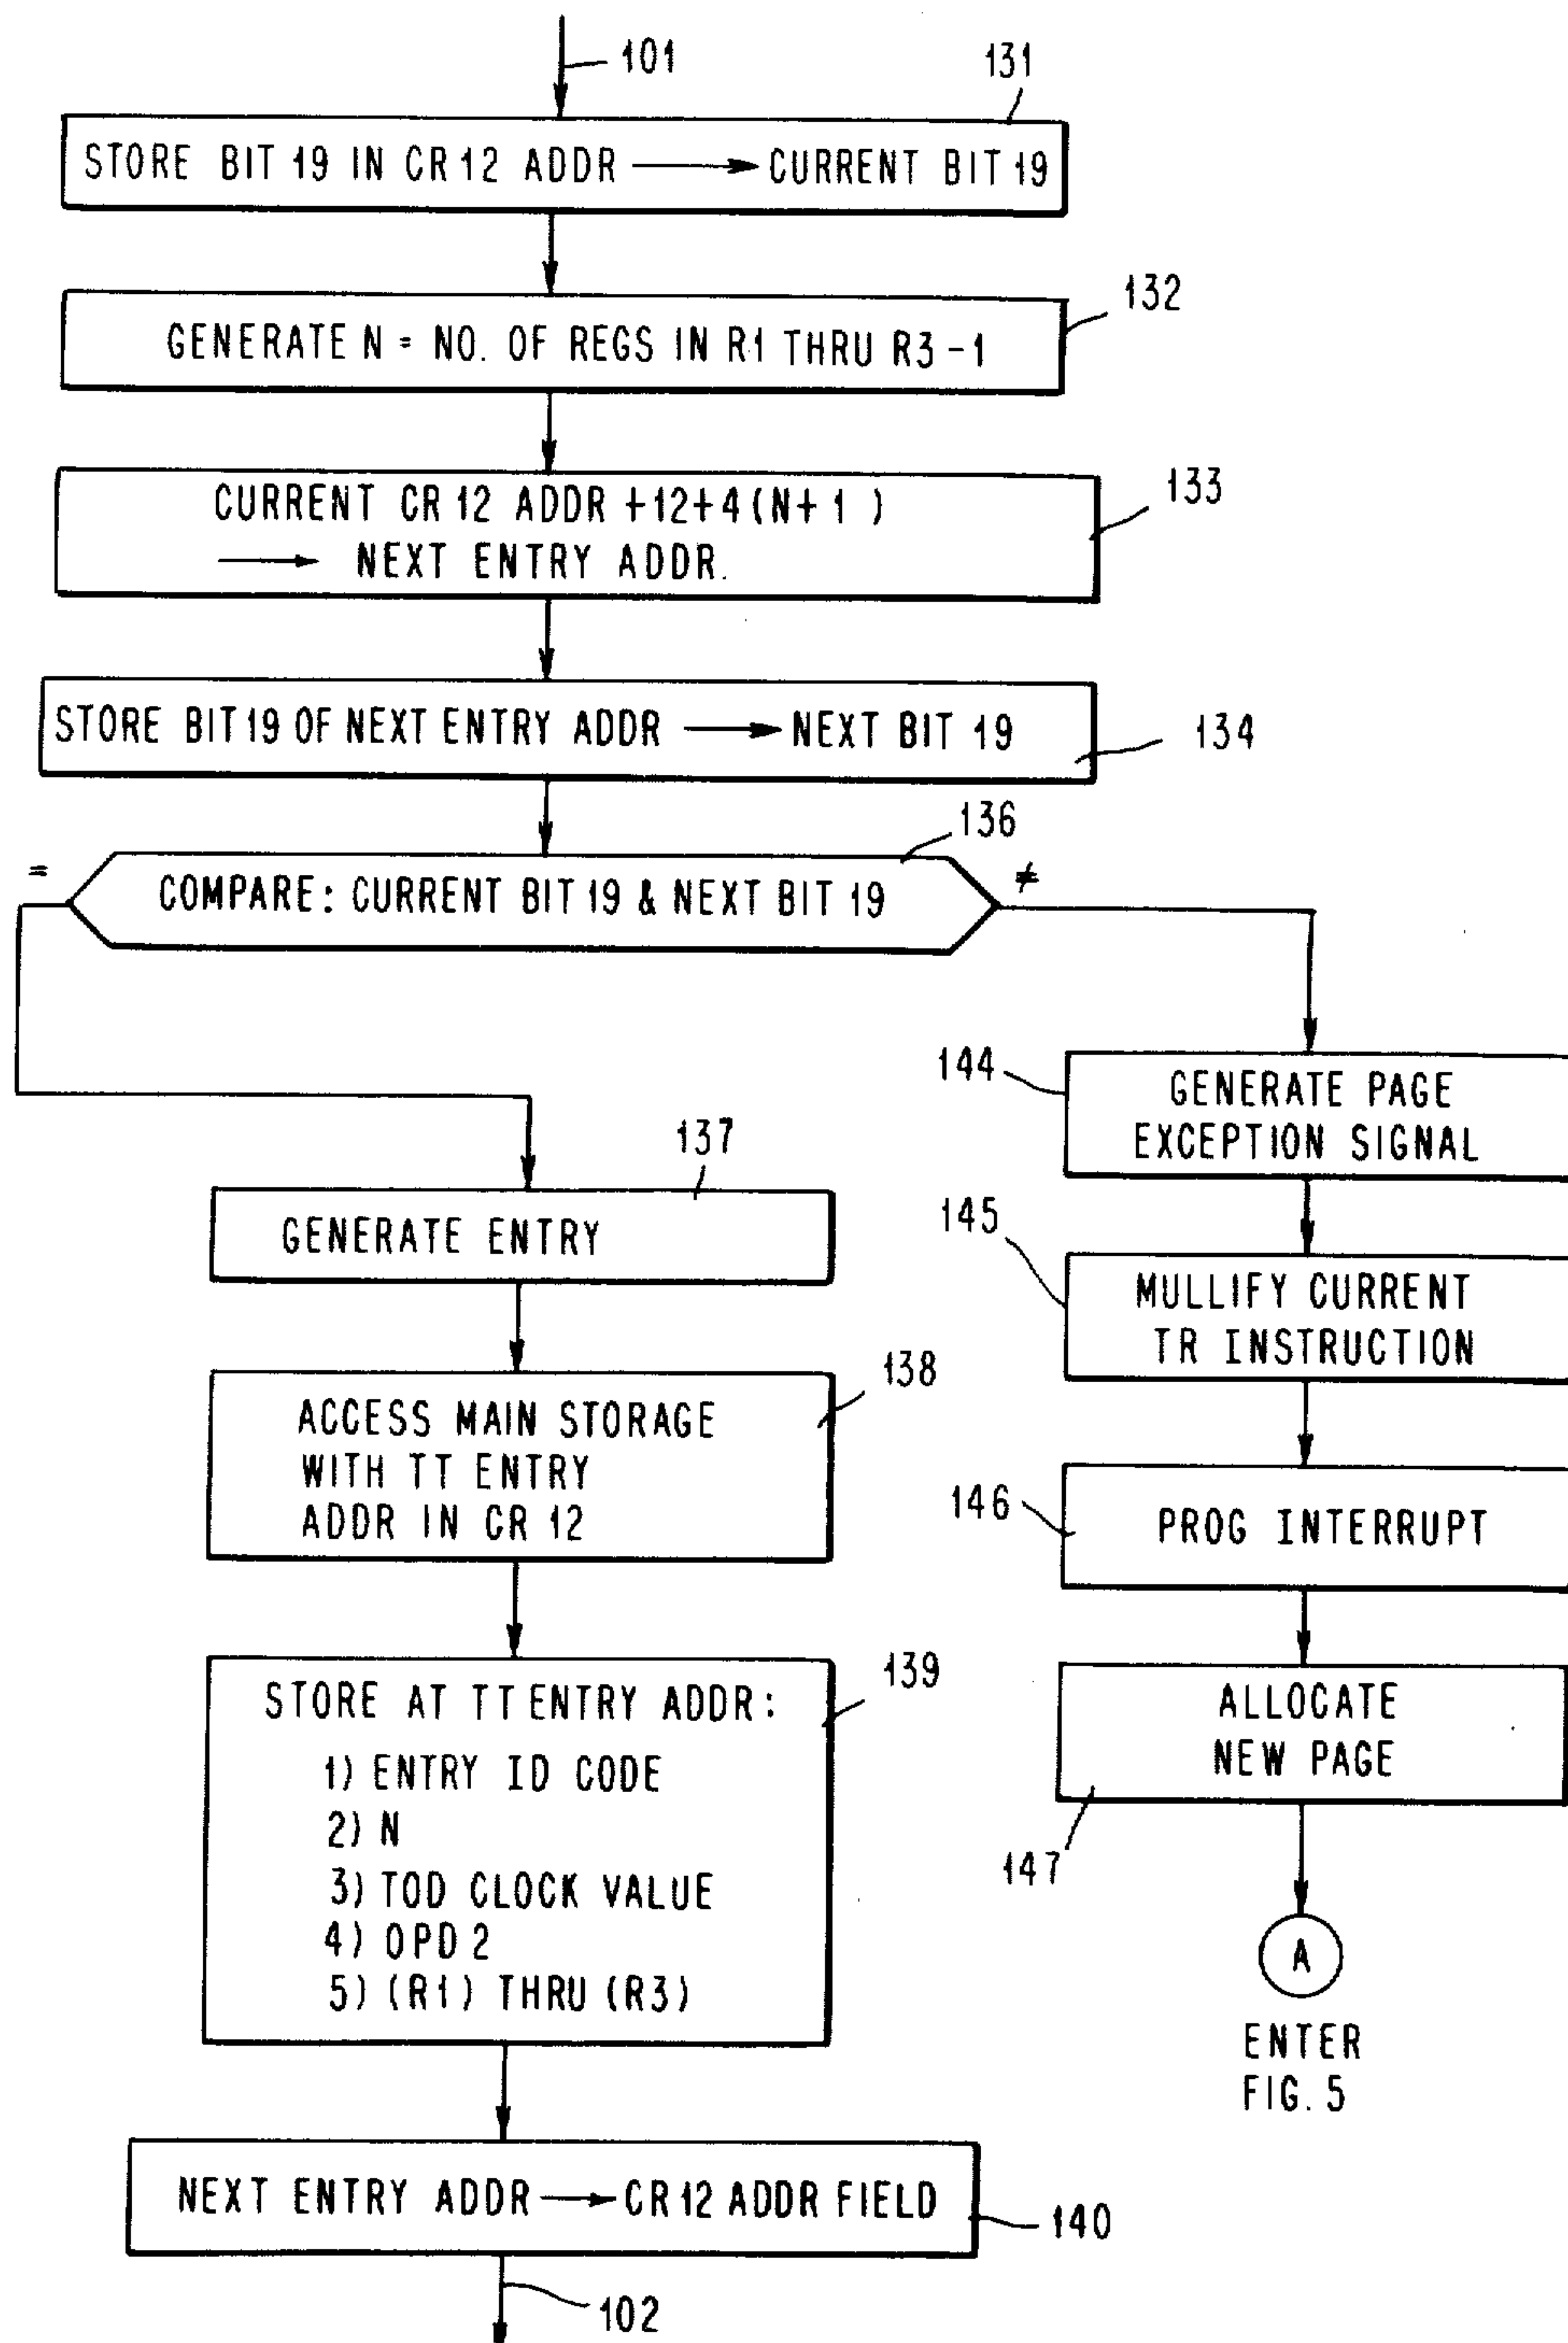 101
131
STORE BIT 19 IN CR 12 ADDR → CURRENT BIT 19
132
GENERATE N = NO. OF REGS IN R1 THRU R3-1
133
CURRENT CR 12 ADDR +12+4(N+1)
→ NEXT ENTRY ADDR.
STORE BIT 19 OF NEXT ENTRY ADDR → NEXT BIT 19
134
136
=
COMPARE: CURRENT BIT 19 & NEXT BIT 19
≠
144
GENERATE PAGE
EXCEPTION SIGNAL
137
GENERATE ENTRY
145
MULLIFY CURRENT
TR INSTRUCTION
138
ACCESS MAIN STORAGE
WITH TT ENTRY
ADDR IN CR 12
146
PROG INTERRUPT
139
STORE AT TT ENTRY ADDR:
1) ENTRY ID CODE
2) N
3) TOD CLOCK VALUE
4) OPD 2
5) (R1) THRU (R3)
ALLOCATE
NEW PAGE
147
A
ENTER
FIG. 5
NEXT ENTRY ADDR → CR 12 ADDR FIELD
140
102